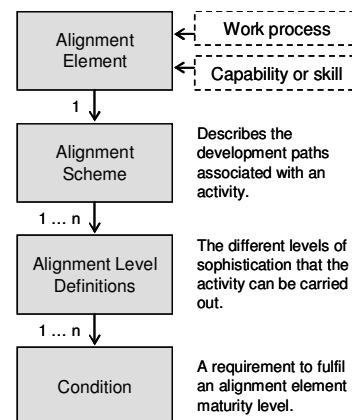 Alignment
Element
Work process
Capability or skill
1
Alignment
Scheme
Describes the
development paths
associated with an
activity.
1 ... n
Alignment Level
Definitions
The different levels of
sophistication that the
activity can be carried
out.
1 ... n
Condition
A requirement to fulfil
an alignment element
maturity level.